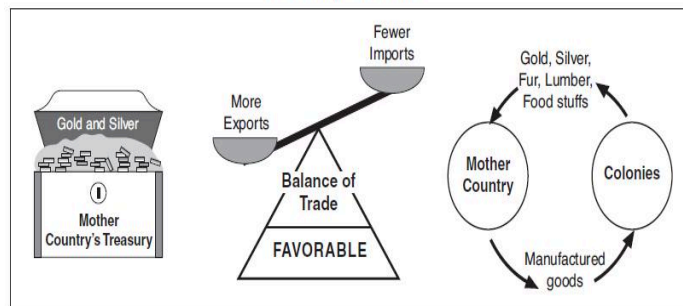 Gold and Silver
Mother
Country's Treasury
Fewer
Imports
More
Exports
Balance of
Trade
FAVORABLE
Gold, Silver,
Fur, Lumber,
Food stuffs
Mother
Country
Colonies
Manufactured
goods